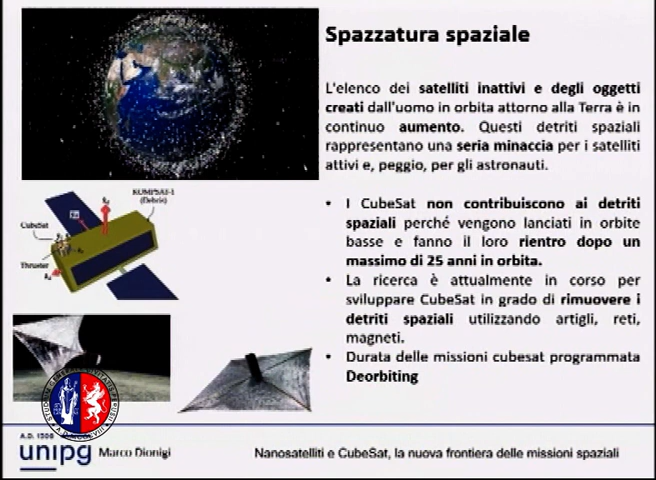 Spazzatura spaziale
L'elenco dei satelliti inattivi e degli oggetti
creati dall'uomo in orbita attorno alla Terra è in
continuo aumento. Questi detriti spaziali
rappresentano una seria minaccia per i satelliti
attivi e, peggio, per gli astronauti.
• I CubeSat non contribuiscono ai detriti
spaziali perché vengono lanciati in orbite
basse e fanno il loro rientro dopo un
massimo di 25 anni in orbita.
• La ricerca è attualmente in corso per
sviluppare CubeSat in grado di rimuovere i
detriti spaziali utilizzando artigli, reti,
magneti.
• Durata delle missioni cubesat programmata
Deorbiting
KOMPSAT-1
(Debris)
CubeSat
Thruster
A.D. 1308
unipg
Marco Dionigi
Nanosatelliti e CubeSat, la nuova frontiera delle missioni spaziali